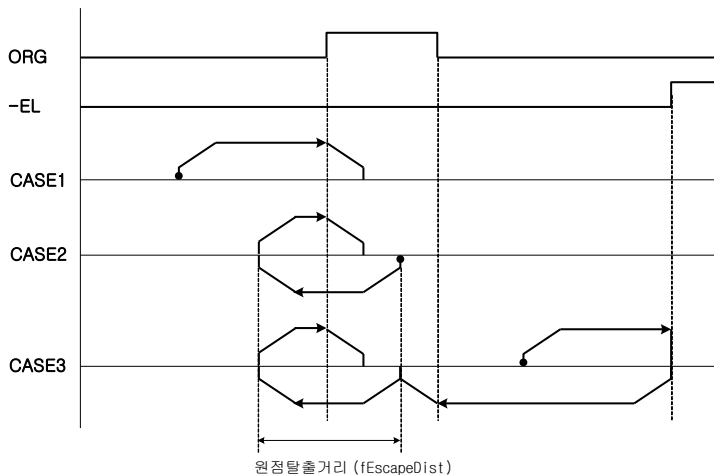 ORG
-EL
CASE1
CASE2
CASE3
원점탈출거리 (fEscapeDist)